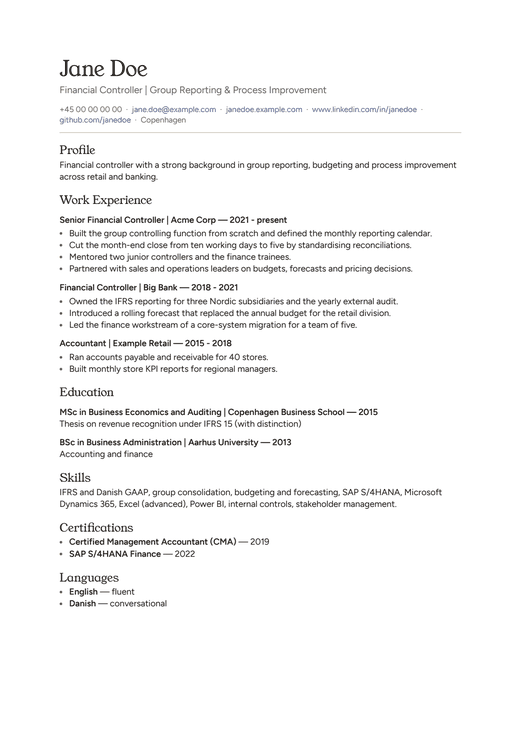 Jane Doe
Financial Controller | Group Reporting & Process Improvement
+45 00 00 00 00 · jane.doe@example.com · janedoe.example.com · www.linkedin.com/in/janedoe ·
github.com/janedoe · Copenhagen
Profile
Financial controller with a strong background in group reporting, budgeting and process improvement
across retail and banking.
Work Experience
Senior Financial Controller | Acme Corp — 2021 - present
• Built the group controlling function from scratch and defined the monthly reporting calendar.
• Cut the month-end close from ten working days to five by standardising reconciliations.
• Mentored two junior controllers and the finance trainees.
• Partnered with sales and operations leaders on budgets, forecasts and pricing decisions.
Financial Controller | Big Bank — 2018 - 2021
• Owned the IFRS reporting for three Nordic subsidiaries and the yearly external audit.
• Introduced a rolling forecast that replaced the annual budget for the retail division.
• Led the finance workstream of a core-system migration for a team of five.
Accountant | Example Retail — 2015 - 2018
• Ran accounts payable and receivable for 40 stores.
• Built monthly store KPI reports for regional managers.
Education
MSc in Business Economics and Auditing | Copenhagen Business School — 2015
Thesis on revenue recognition under IFRS 15 (with distinction)
BSc in Business Administration | Aarhus University — 2013
Accounting and finance
Skills
IFRS and Danish GAAP, group consolidation, budgeting and forecasting, SAP S/4HANA, Microsoft
Dynamics 365, Excel (advanced), Power BI, internal controls, stakeholder management.
Certifications
• Certified Management Accountant (CMA) — 2019
• SAP S/4HANA Finance — 2022
Languages
• English — fluent
• Danish — conversational